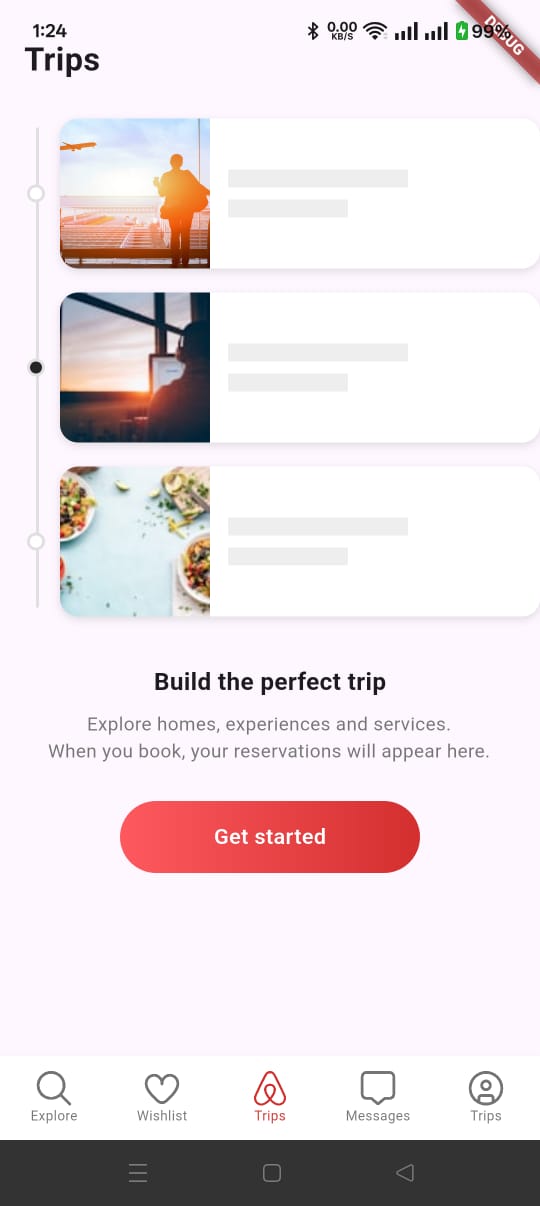 1:24
0.00
KB/S
99%
DEBUG
Trips
Build the perfect trip
Explore homes, experiences and services.
When you book, your reservations will appear here.
Get started
Explore
Wishlist
Trips
Messages
Trips